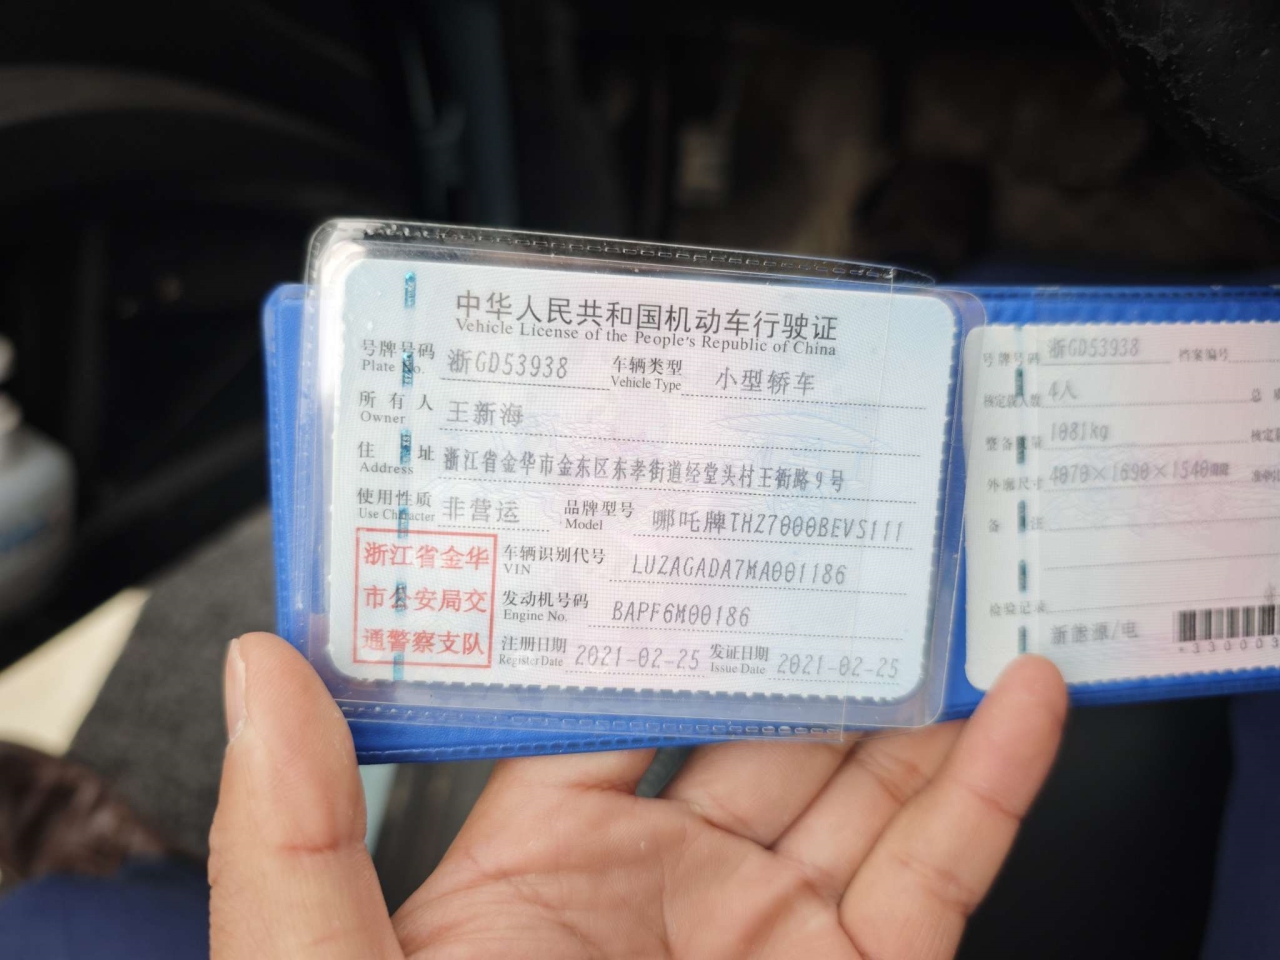 中华人民共和国机动车行驶证
Vehicle License of the People's Republic of China
号牌号码 浙GD53938 车辆类型 小型轿车
Plate No. Vehicle Type
所有人 王新海
Owner
住址 浙江省金华市金东区东孝街道经堂头村王衙路9号
Address
使用性质 非营运 品牌型号 哪吒牌THZ7000BEVS111
Use Character Model
浙江省金华
市公安局交
通警察支队
车辆识别代号 LUZAGADA7MA001186
VIN
发动机号码 BAPF6M00186
Engine No.
注册日期 2021-02-25 发证日期 2021-02-25
Register Date Issue Date
号牌号码 浙GD53938 档案编号
核定载人数 4人 总
整备质量 1081kg 核定
外廓尺寸 4070×1690×1540mm
备注
检验记录
新能源/电